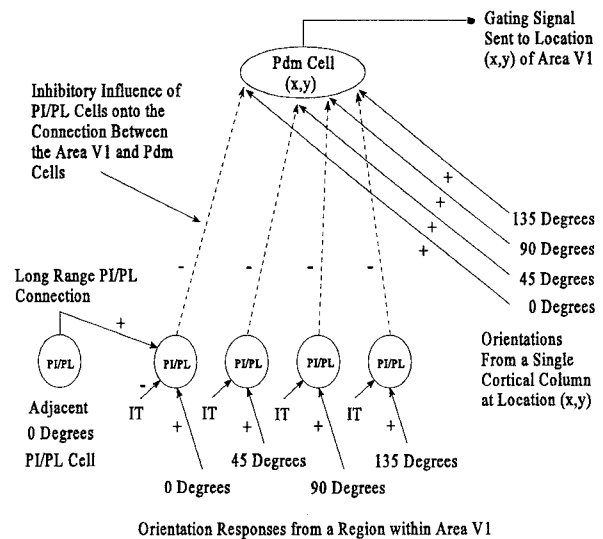 Gating Signal
Sent to Location
(x,y) of Area V1
Pdm Cell
(x,y)
Inhibitory Influence of
PI/PL Cells onto the
Connection Between
the Area V1 and Pdm
Cells
+
+
+
+
135 Degrees
90 Degrees
45 Degrees
0 Degrees
- - - -
Long Range PI/PL
Connection
+
Orientations
From a Single
Cortical Column
at Location (x,y)
PI/PL PI/PL PI/PL PI/PL PI/PL
-
IT IT IT IT
+ + + +
Adjacent
0 Degrees
PI/PL Cell
45 Degrees 135 Degrees
0 Degrees 90 Degrees
Orientation Responses from a Region within Area V1